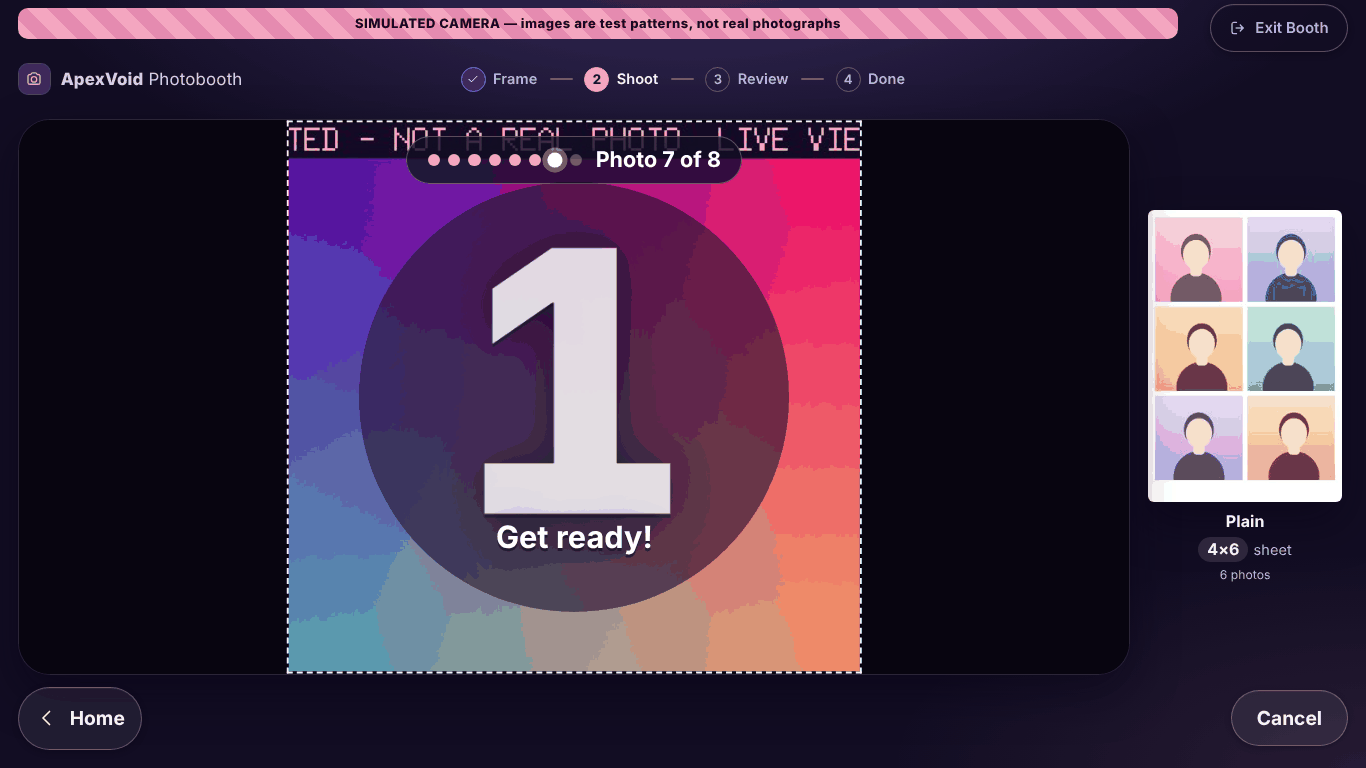 SIMULATED CAMERA — images are test patterns, not real photographs
Exit Booth
ApexVoid Photobooth
Frame
2 Shoot
3 Review
4 Done
TED - NOT A REAL PHOTO LIVE VIE
Photo 7 of 8
1
Get ready!
Plain
4×6 sheet
6 photos
Home
Cancel